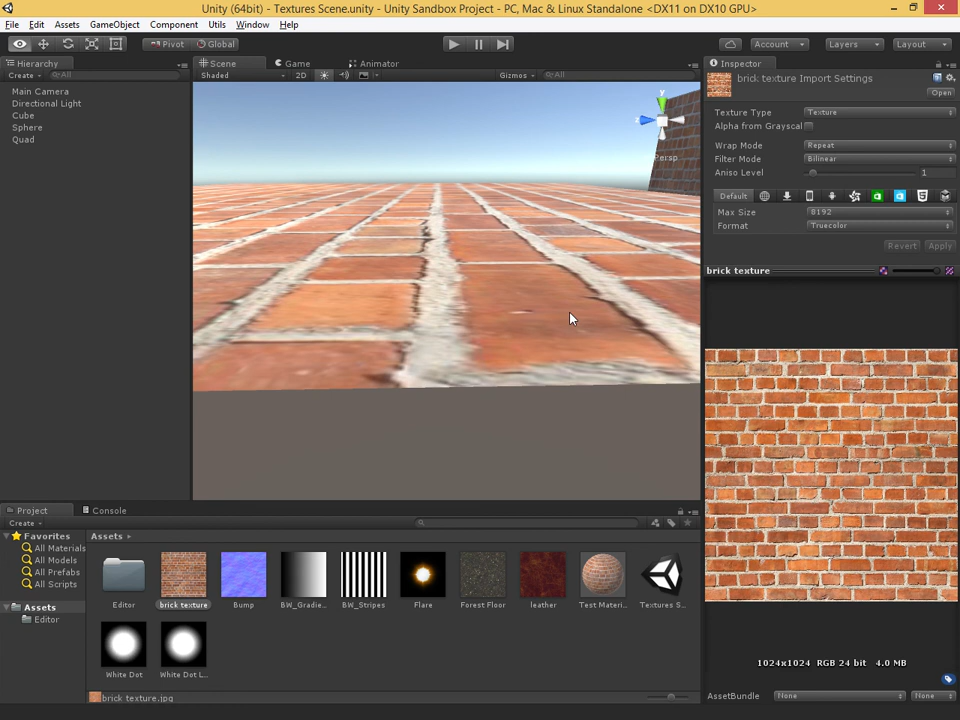 Unity (64bit) - Textures Scene.unity - Unity Sandbox Project - PC, Mac & Linux Standalone <DX11 on DX10 GPU>
File Edit Assets GameObject Component Utils Window Help
Pivot Global Account Layers Layout
Hierarchy
Create All
Main Camera
Directional Light
Cube
Sphere
Quad
Scene Game Animator
Shaded 2D Gizmos All
y
z
Persp
Inspector
brick texture Import Settings
Open
Texture Type Texture
Alpha from Grayscal
Wrap Mode Repeat
Filter Mode Bilinear
Aniso Level 1
Default
Max Size 8192
Format Truecolor
Revert Apply
brick texture
1024x1024 RGB 24 bit 4.0 MB
AssetBundle None None
Project Console
Create
Favorites
All Materials
All Models
All Prefabs
All Scripts
Assets
Editor
Assets
Editor brick texture Bump BW_Gradie... BW_Stripes Flare Forest Floor leather Test Materi... Textures S...
White Dot White Dot L...
brick texture.jpg